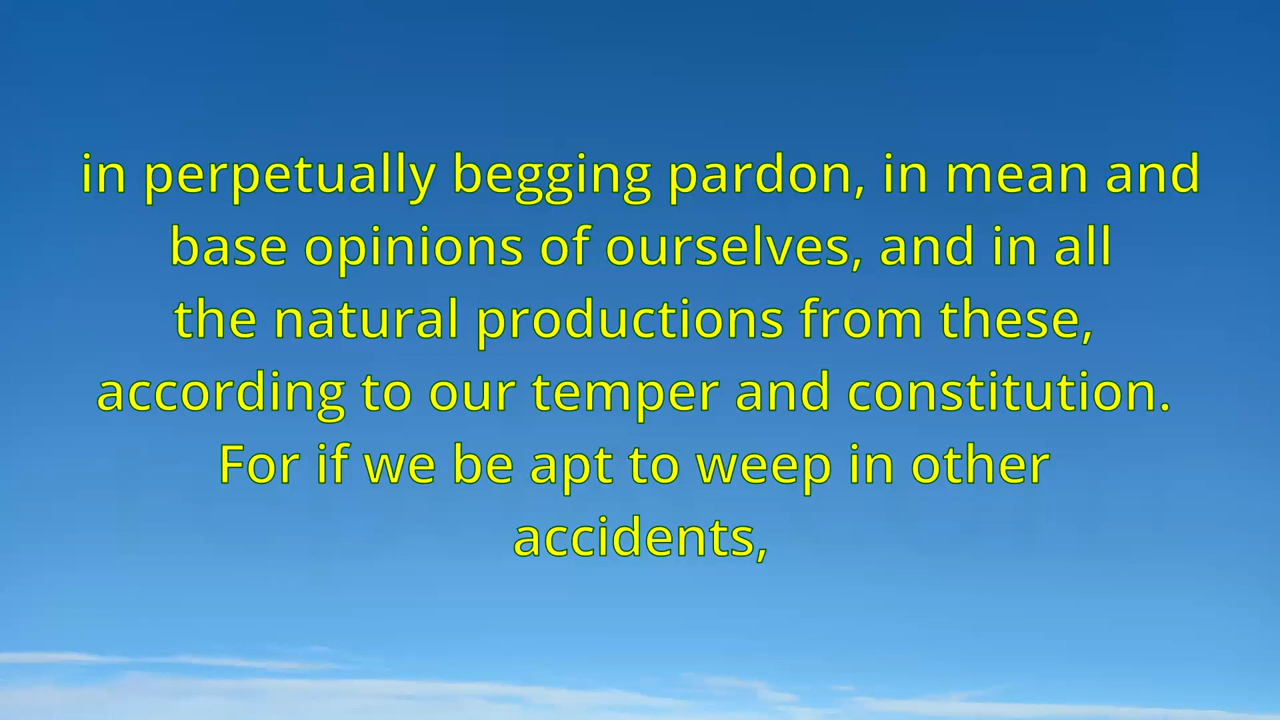 in perpetually begging pardon, in mean and
base opinions of ourselves, and in all
the natural productions from these,
according to our temper and constitution.
For if we be apt to weep in other
accidents,